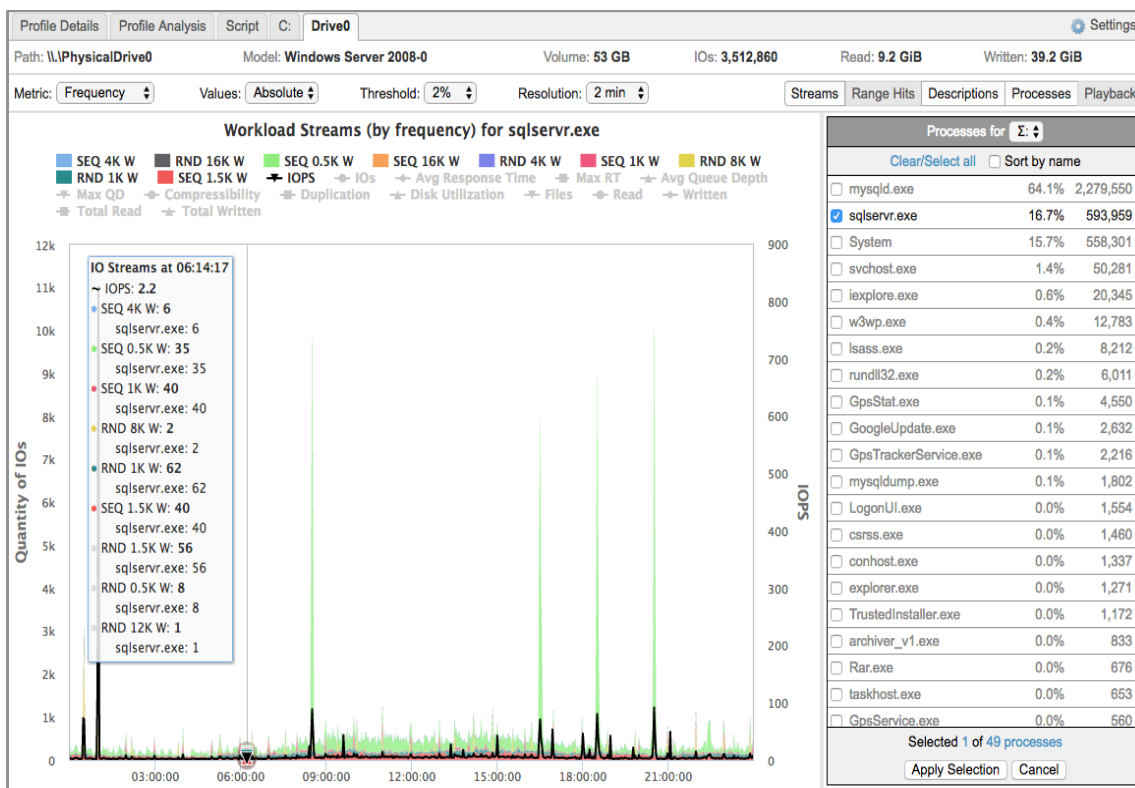 Profile Details Profile Analysis Script C: Drive0 Settings
Path: \\.\PhysicalDrive0 Model: Windows Server 2008-0 Volume: 53 GB IOs: 3,512,860 Read: 9.2 GiB Written: 39.2 GiB
Metric: Frequency Values: Absolute Threshold: 2% Resolution: 2 min Streams Range Hits Descriptions Processes Playback
Workload Streams (by frequency) for sqlservr.exe
SEQ 4K W RND 16K W SEQ 0.5K W SEQ 16K W RND 4K W SEQ 1K W RND 8K W
RND 1K W SEQ 1.5K W IOPS IOs Avg Response Time Max RT Avg Queue Depth
Max QD Compressibility Duplication Disk Utilization Files Read Written
Total Read Total Written
12k
11k
10k
9k
8k
7k
6k
5k
4k
3k
2k
1k
0
Quantity of IOs
IO Streams at 06:14:17
~ IOPS: 2.2
SEQ 4K W: 6
sqlservr.exe: 6
SEQ 0.5K W: 35
sqlservr.exe: 35
SEQ 1K W: 40
sqlservr.exe: 40
RND 8K W: 2
sqlservr.exe: 2
RND 1K W: 62
sqlservr.exe: 62
SEQ 1.5K W: 40
sqlservr.exe: 40
RND 1.5K W: 56
sqlservr.exe: 56
RND 0.5K W: 8
sqlservr.exe: 8
RND 12K W: 1
sqlservr.exe: 1
900
800
700
600
500
400
300
200
100
0
IOPS
03:00:00 06:00:00 09:00:00 12:00:00 15:00:00 18:00:00 21:00:00
Processes for Σ:
Clear/Select all Sort by name
mysqld.exe 64.1% 2,279,550
sqlservr.exe 16.7% 593,959
System 15.7% 558,301
svchost.exe 1.4% 50,281
iexplore.exe 0.6% 20,345
w3wp.exe 0.4% 12,783
lsass.exe 0.2% 8,212
rundll32.exe 0.2% 6,011
GpsStat.exe 0.1% 4,550
GoogleUpdate.exe 0.1% 2,632
GpsTrackerService.exe 0.1% 2,216
mysqldump.exe 0.1% 1,802
LogonUI.exe 0.0% 1,554
csrss.exe 0.0% 1,460
conhost.exe 0.0% 1,337
explorer.exe 0.0% 1,271
TrustedInstaller.exe 0.0% 1,172
archiver_v1.exe 0.0% 833
Rar.exe 0.0% 676
taskhost.exe 0.0% 653
GpsService.exe 0.0% 560
Selected 1 of 49 processes
Apply Selection Cancel